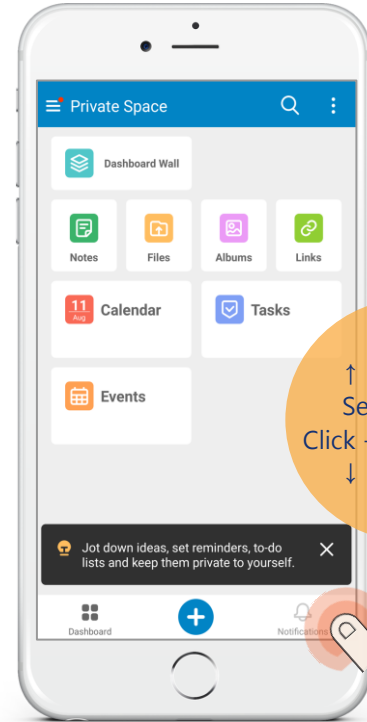 Private Space
Dashboard Wall
Notes
Files
Albums
Links
11
Aug
Calendar
Tasks
Events
↑
Click
↓
Jot down ideas, set reminders, to-do
lists and keep them private to yourself.
Dashboard
Notifications